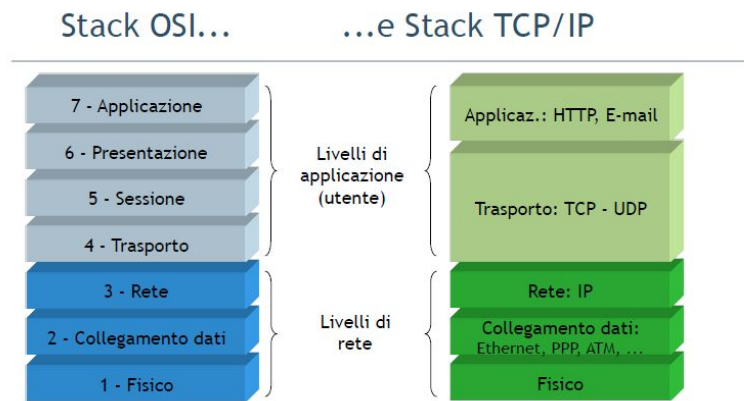 Stack OSI...
...e Stack TCP/IP
7 - Applicazione
6 - Presentazione
5 - Sessione
4 - Trasporto
3 - Rete
2 - Collegamento dati
1 - Fisico
Livelli di
applicazione
(utente)
Livelli di
rete
Applicaz.: HTTP, E-mail
Trasporto: TCP - UDP
Rete: IP
Collegamento dati:
Ethernet, PPP, ATM, ...
Fisico